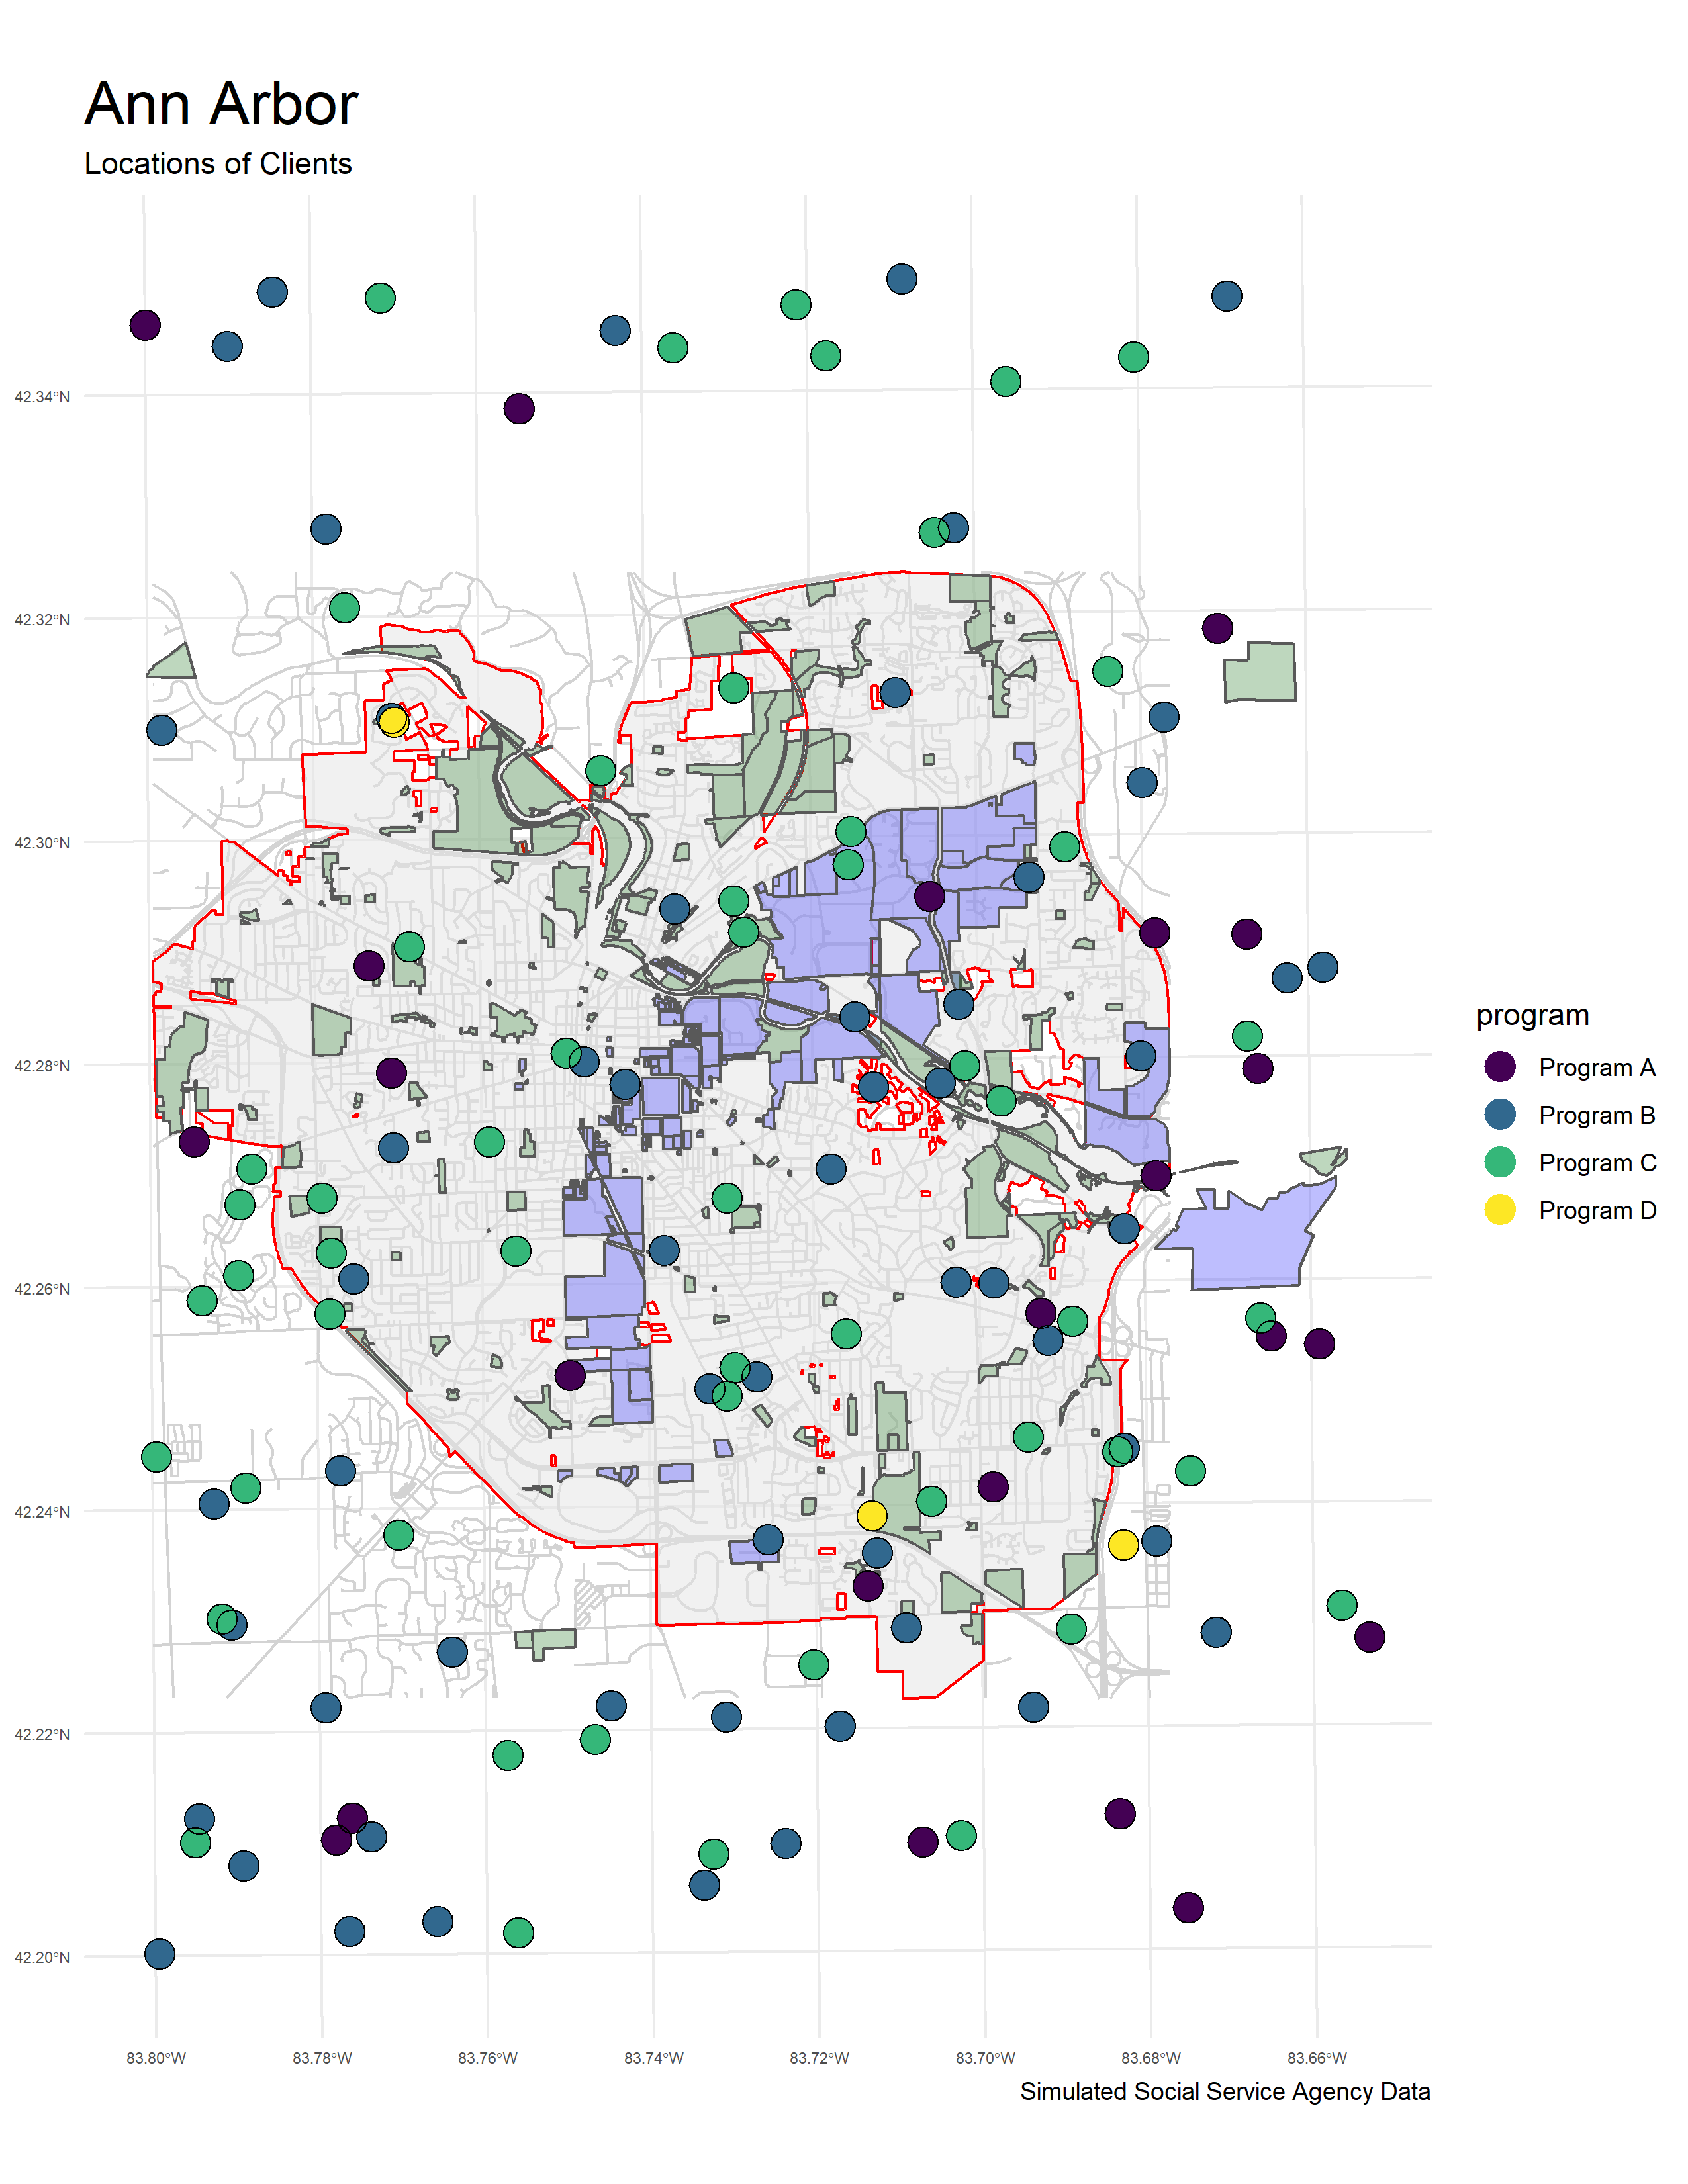 Ann Arbor
Locations of Clients
42.34°N
42.32°N
42.30°N
42.28°N
42.26°N
42.24°N
42.22°N
42.20°N
83.80°W 83.78°W 83.76°W 83.74°W 83.72°W 83.70°W 83.68°W 83.66°W
program
Program A
Program B
Program C
Program D
Simulated Social Service Agency Data